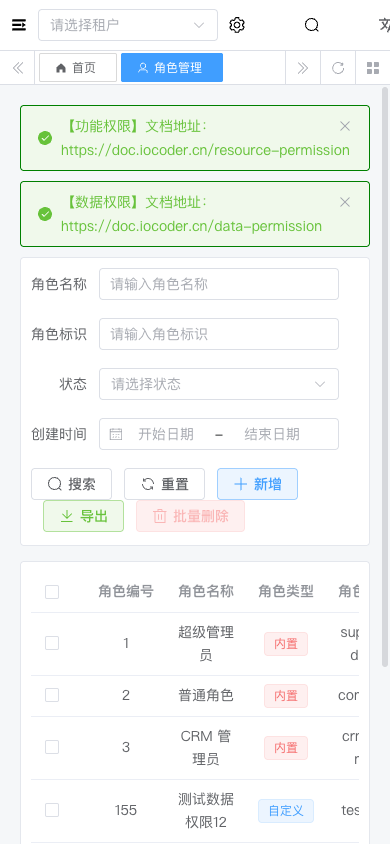 请选择租户
首页
角色管理
【功能权限】文档地址：
https://doc.iocoder.cn/resource-permission
【数据权限】文档地址：
https://doc.iocoder.cn/data-permission
角色名称 请输入角色名称
角色标识 请输入角色标识
状态 请选择状态
创建时间 开始日期 - 结束日期
搜索 重置 新增
导出 批量删除
角色编号 角色名称 角色类型 角色
1 超级管理员 内置 sup
2 普通角色 内置 com
3 CRM 管理员 内置 crm
155 测试数据权限12 自定义 tes